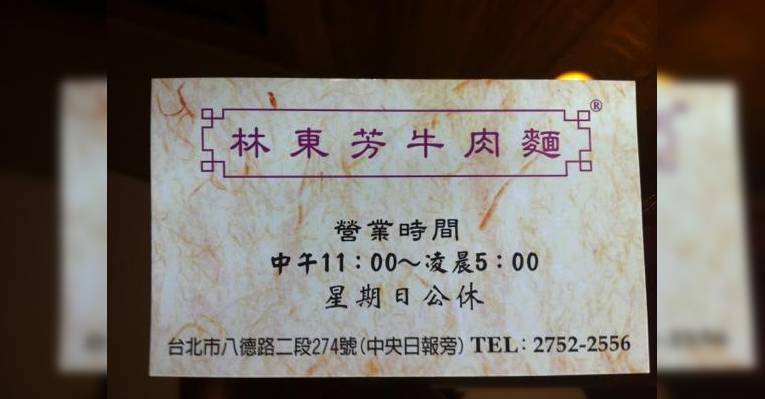 林東芳牛肉麵®
營業時間
中午11：00～凌晨5：00
星期日公休
台北市八德路二段274號(中央日報旁) TEL: 2752-2556